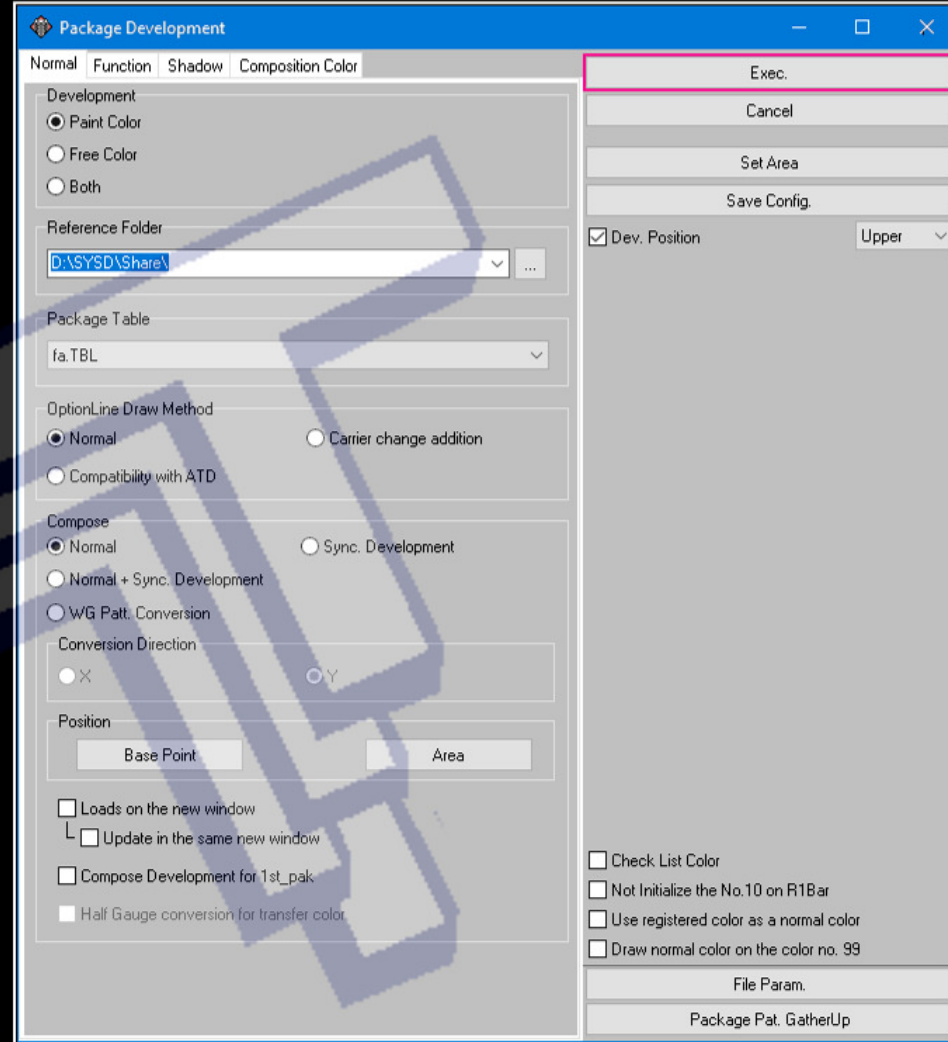 Package Development
Normal Function Shadow Composition Color
Development
Paint Color
Free Color
Both
Reference Folder
D:\SYSD\Share\
...
Package Table
fa.TBL
OptionLine Draw Method
Normal Carrier change addition
Compatibility with ATD
Compose
Normal Sync. Development
Normal + Sync. Development
WG Patt. Conversion
Conversion Direction
X Y
Position
Base Point Area
Loads on the new window
Update in the same new window
Compose Development for 1st_pak
Half Gauge conversion for transfer color
Exec.
Cancel
Set Area
Save Config.
Dev. Position Upper
Check List Color
Not Initialize the No.10 on R1Bar
Use registered color as a normal color
Draw normal color on the color no. 99
File Param.
Package Pat. GatherUp